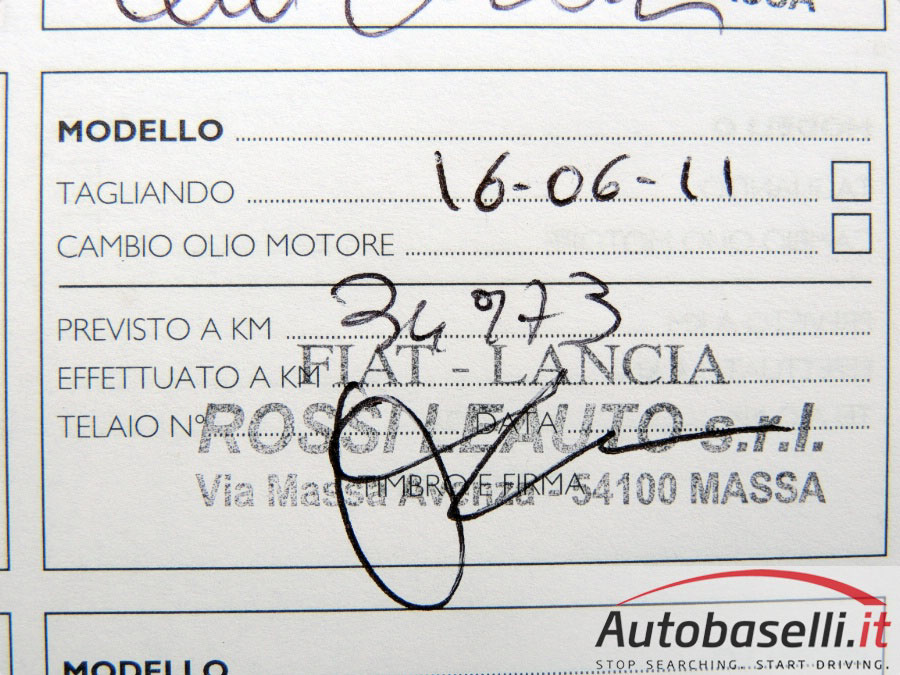 MODELLO
TAGLIANDO 16-06-11
CAMBIO OLIO MOTORE
PREVISTO A KM 34973
EFFETTUATO A KM
FIAT - LANCIA
TELAIO N° DATA
ROSSI LEAUTO s.r.l.
TIMBRO E FIRMA
Via Massa Avenza - 54100 MASSA
Autobaselli.it
STOP SEARCHING. START DRIVING.
MODELLO